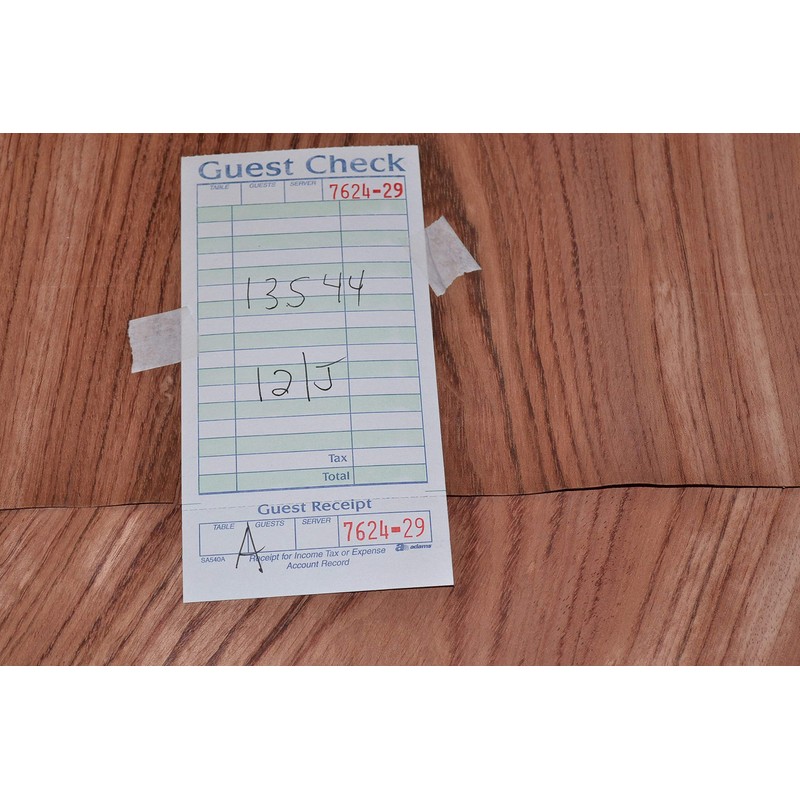 Guest Check
TABLE GUESTS SERVER 7624-29
13544
12/J
Tax
Total
Guest Receipt
TABLE GUESTS SERVER 7624-29
A
SA540A Receipt for Income Tax or Expense adams
Account Record